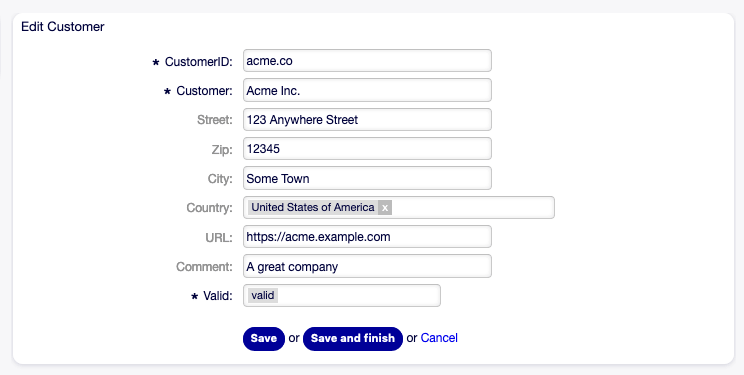 Edit Customer
* CustomerID: acme.co
* Customer: Acme Inc.
Street: 123 Anywhere Street
Zip: 12345
City: Some Town
Country: United States of America x
URL: https://acme.example.com
Comment: A great company
* Valid: valid
Save or Save and finish or Cancel